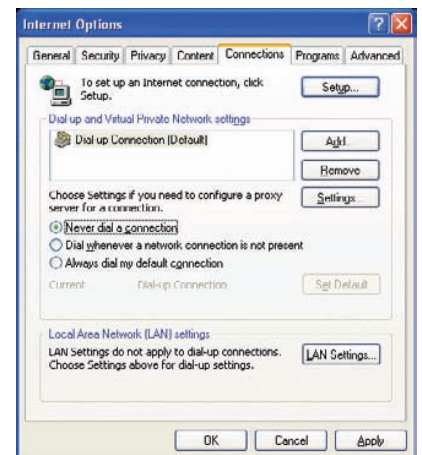 Internet Options
General Security Privacy Content Connections Programs Advanced
To set up an Internet connection, click
Setup.
Setup...
Dial-up and Virtual Private Network settings
Dial-up Connection (Default)
Add...
Remove
Choose Settings if you need to configure a proxy
server for a connection.
Settings...
Never dial a connection
Dial whenever a network connection is not present
Always dial my default connection
Current Dial-up Connection
Set Default
Local Area Network (LAN) settings
LAN Settings do not apply to dial-up connections.
Choose Settings above for dial-up settings.
LAN Settings...
OK Cancel Apply